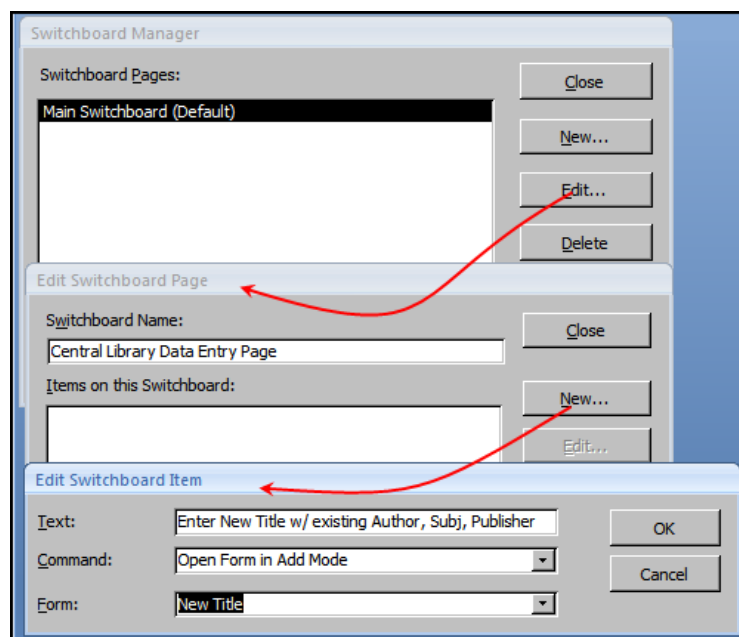 Switchboard Manager
Switchboard Pages:
Main Switchboard (Default)
Close
New...
Edit...
Delete
Edit Switchboard Page
Switchboard Name:
Central Library Data Entry Page
Close
Items on this Switchboard:
New...
Edit...
Edit Switchboard Item
Text:
Enter New Title w/ existing Author, Subj, Publisher
OK
Command:
Open Form in Add Mode
Cancel
Form:
New Title